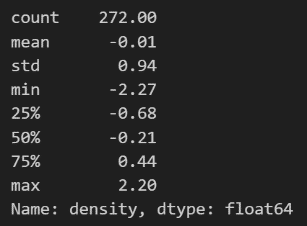 count    272.00
mean      -0.01
std        0.94
min       -2.27
25%       -0.68
50%       -0.21
75%        0.44
max        2.20
Name: density, dtype: float64